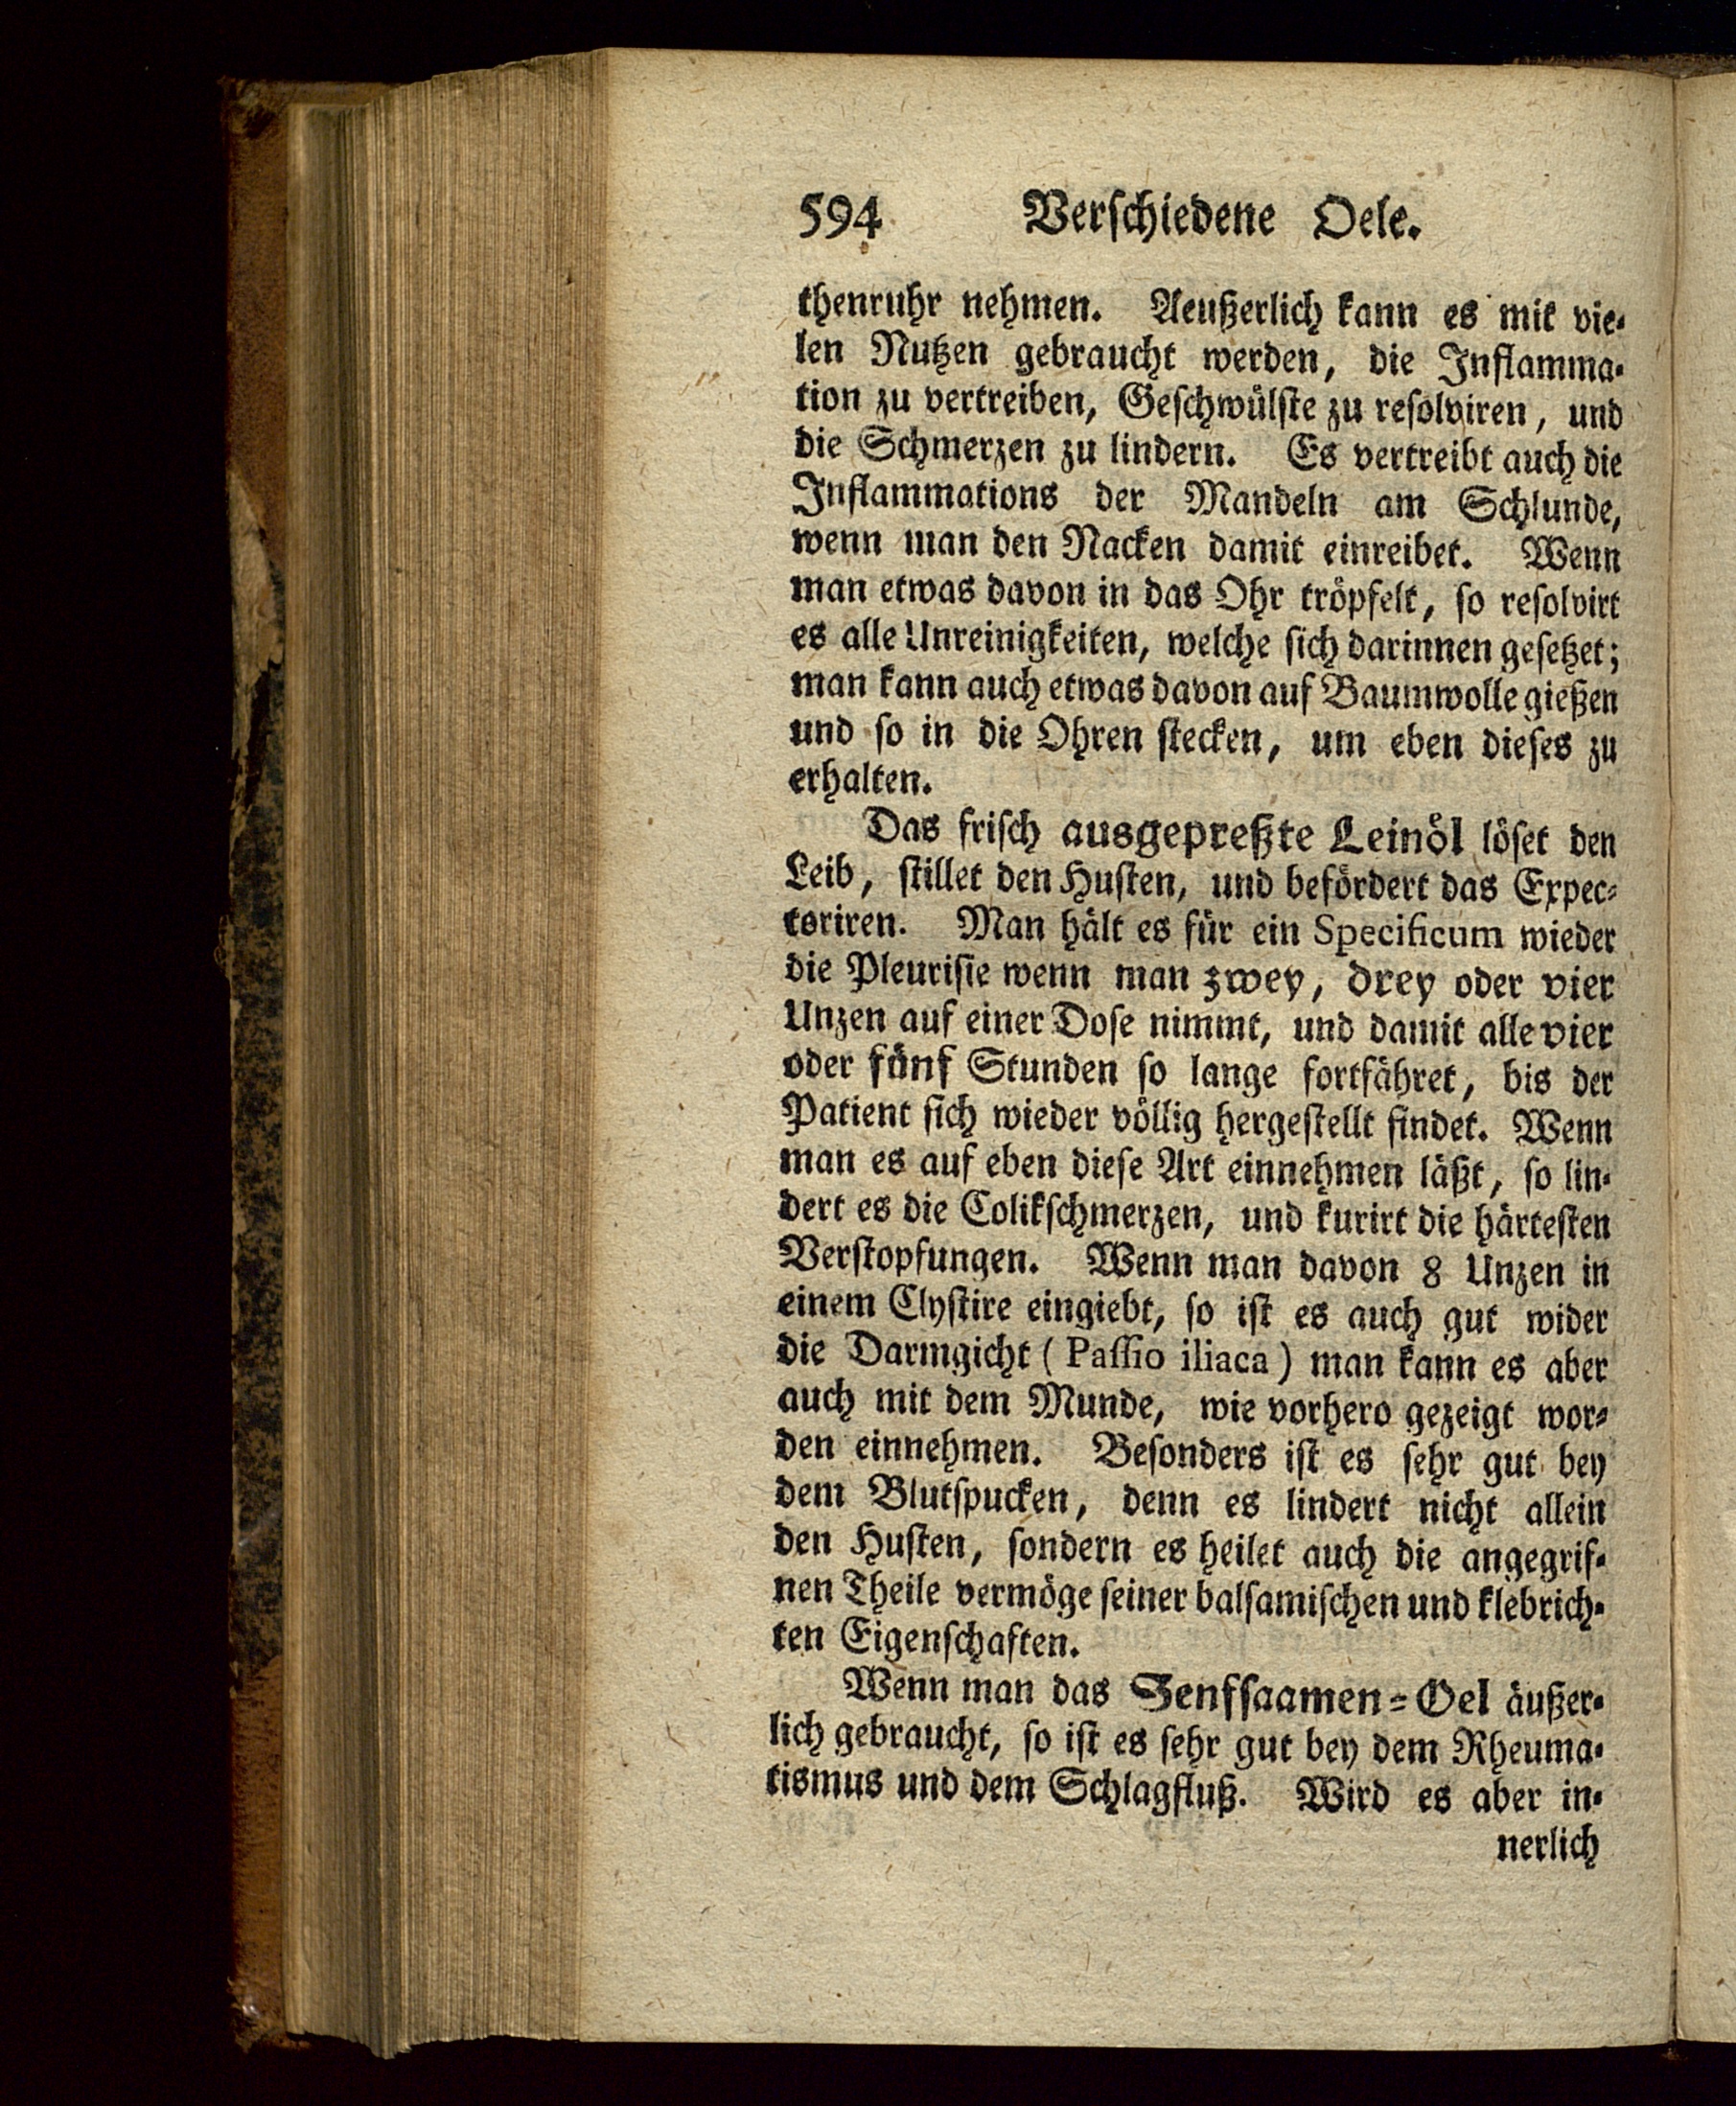 594 Verschiedene Oele.
thenruhr nehmen. Aeußerlich kann es mit vie-
len Nutzen gebraucht werden, die Inflamma-
tion zu vertreiben, Geschwülste zu resolviren, und
die Schmerzen zu lindern. Es vertreibt auch die
Inflammations der Mandeln am Schlunde,
wenn man den Nacken damit einreibet. Wenn
man etwas davon in das Ohr tröpfelt, so resolvirt
es alle Unreinigkeiten, welche sich darinnen gesetzet;
man kann auch etwas davon auf Baumwolle gießen
und so in die Ohren stecken, um eben dieses zu
erhalten.
Das frisch ausgepreßte Leinöl löset den
Leib, stillet den Husten, und befördert das Expec-
toriren. Man hält es für ein Specificum wieder
die Pleurisie wenn man zwey, drey oder vier
Unzen auf einer Dose nimmt, und damit alle vier
oder fünf Stunden so lange fortfähret, bis der
Patient sich wieder völlig hergestellt findet. Wenn
man es auf eben diese Art einnehmen läßt, so lin-
dert es die Colikschmerzen, und kurirt die härtesten
Verstopfungen. Wenn man davon 8 Unzen in
einem Clystire eingiebt, so ist es auch gut wider
die Darmgicht (Passio iliaca) man kann es aber
auch mit dem Munde, wie vorhero gezeigt wor-
den einnehmen. Besonders ist es sehr gut bey
dem Blutspucken, denn es lindert nicht allein
den Husten, sondern es heilet auch die angegrif-
nen Theile vermöge seiner balsamischen und klebrich-
ten Eigenschaften.
Wenn man das Senfsaamen-Oel äußer-
lich gebraucht, so ist es sehr gut bey dem Rheuma-
tismus und dem Schlagfluß. Wird es aber in-
nerlich